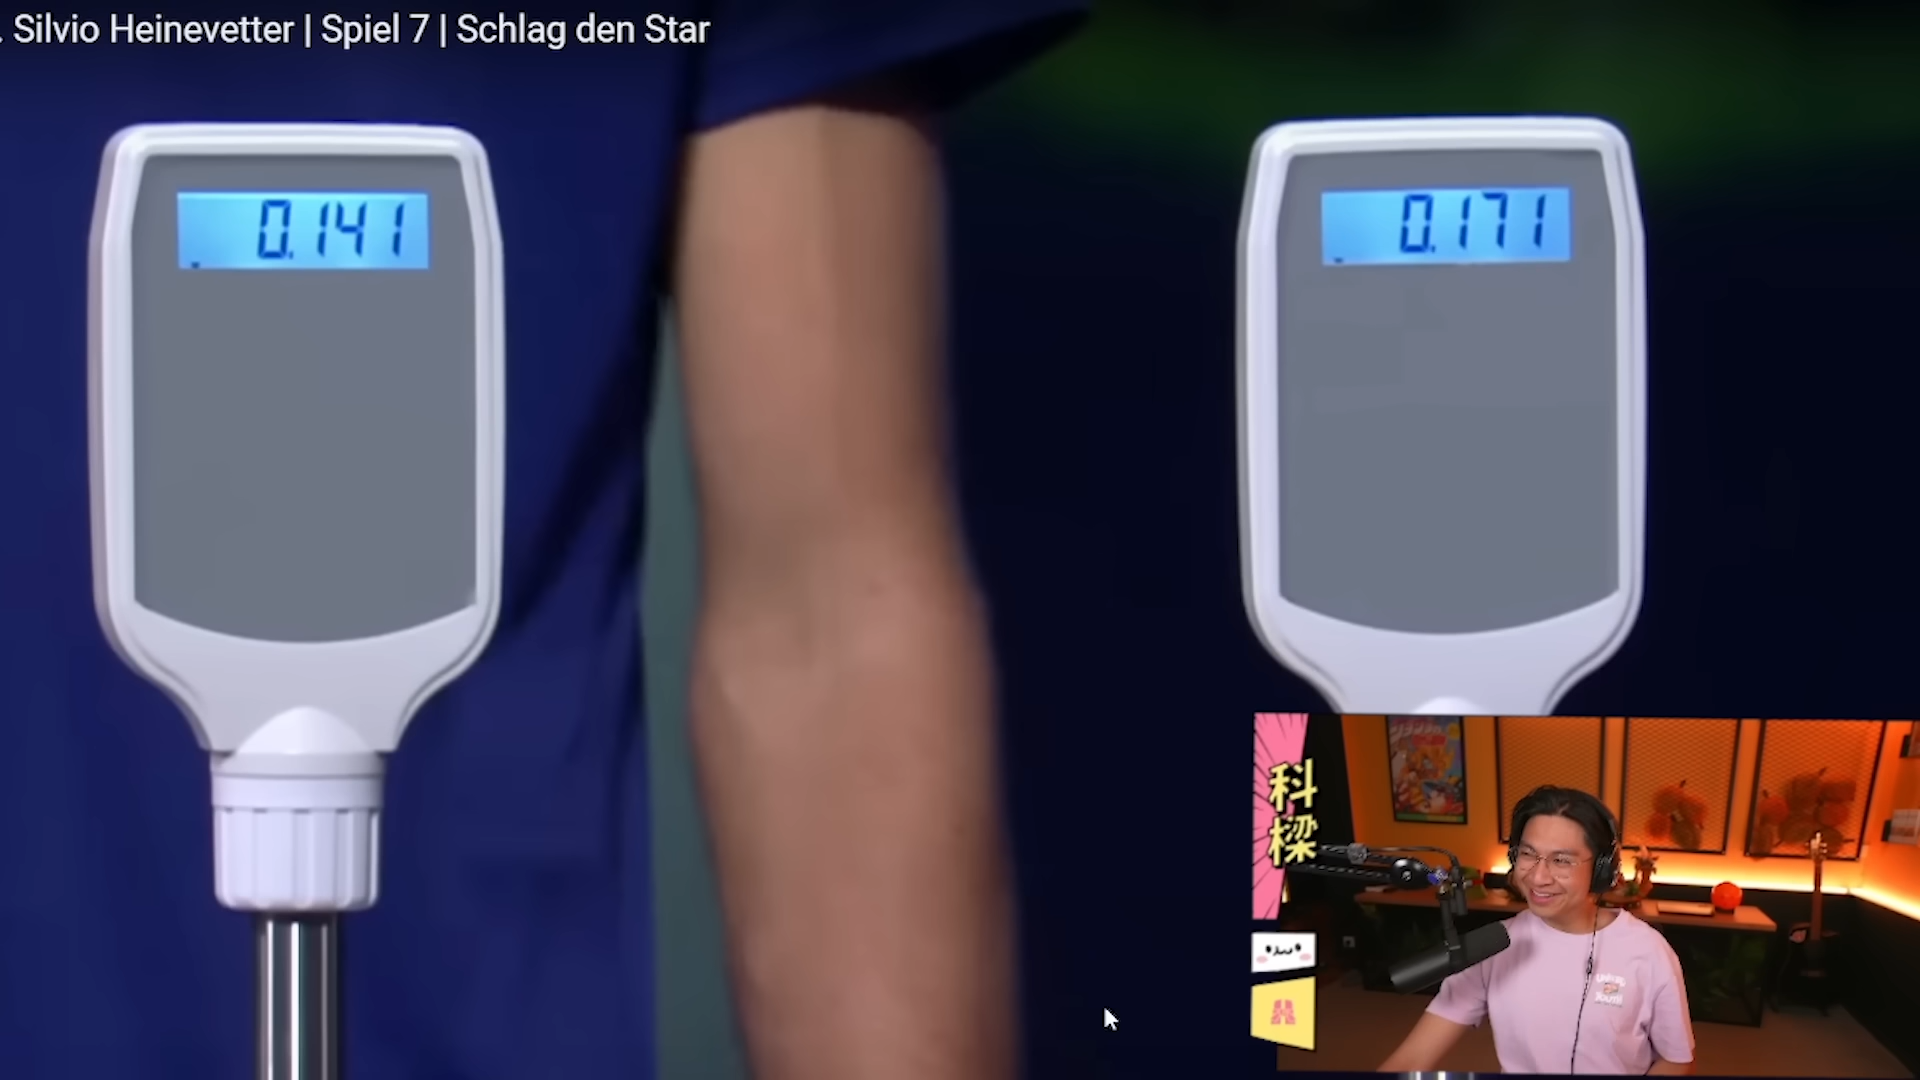 . Silvio Heinevetter | Spiel 7 | Schlag den Star
0.141
0.171
科
樑